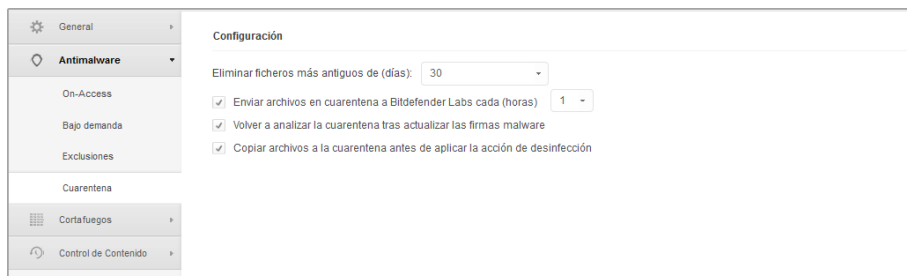 General
Antimalware
On-Access
Bajo demanda
Exclusiones
Cuarentena
Cortafuegos
Control de Contenido
Configuración
Eliminar ficheros más antiguos de (días): 30
Enviar archivos en cuarentena a Bitdefender Labs cada (horas) 1
Volver a analizar la cuarentena tras actualizar las firmas malware
Copiar archivos a la cuarentena antes de aplicar la acción de desinfección